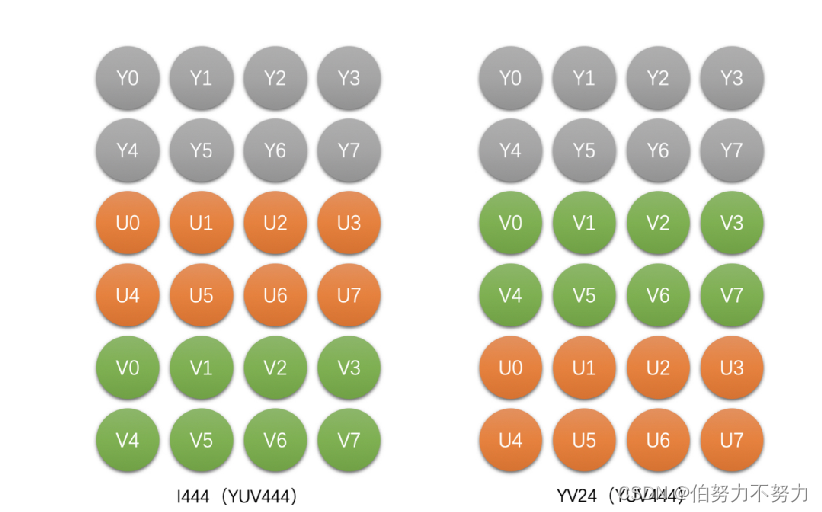 Y0 Y1 Y2 Y3 Y0 Y1 Y2 Y3
Y4 Y5 Y6 Y7 Y4 Y5 Y6 Y7
U0 U1 U2 U3 V0 V1 V2 V3
U4 U5 U6 U7 V4 V5 V6 V7
V0 V1 V2 V3 U0 U1 U2 U3
V4 V5 V6 V7 U4 U5 U6 U7
I444（YUV444） YV24（YUV444）
CSDN @伯努力不努力